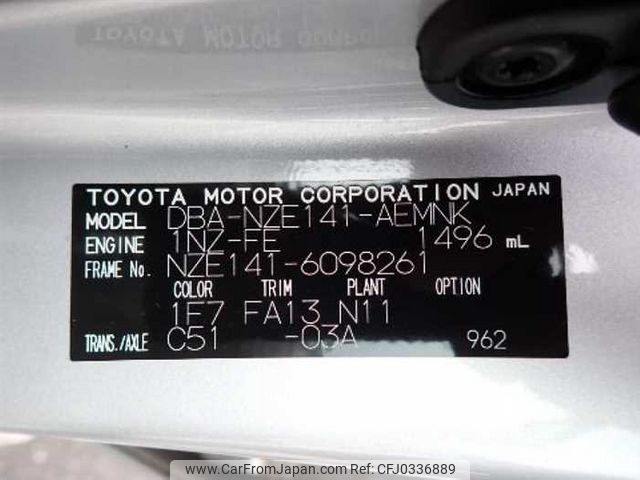 TOYOTA MOTOR CORPORATION JAPAN
MODEL DBA-NZE141-AEMNK
ENGINE 1NZ-FE 1496 mL
FRAME No. NZE141-6098261
COLOR TRIM PLANT OPTION
1F7 FA13 N11
TRANS./AXLE C51 -03A 962
www.CarFromJapan.com | No.CFJ0336889